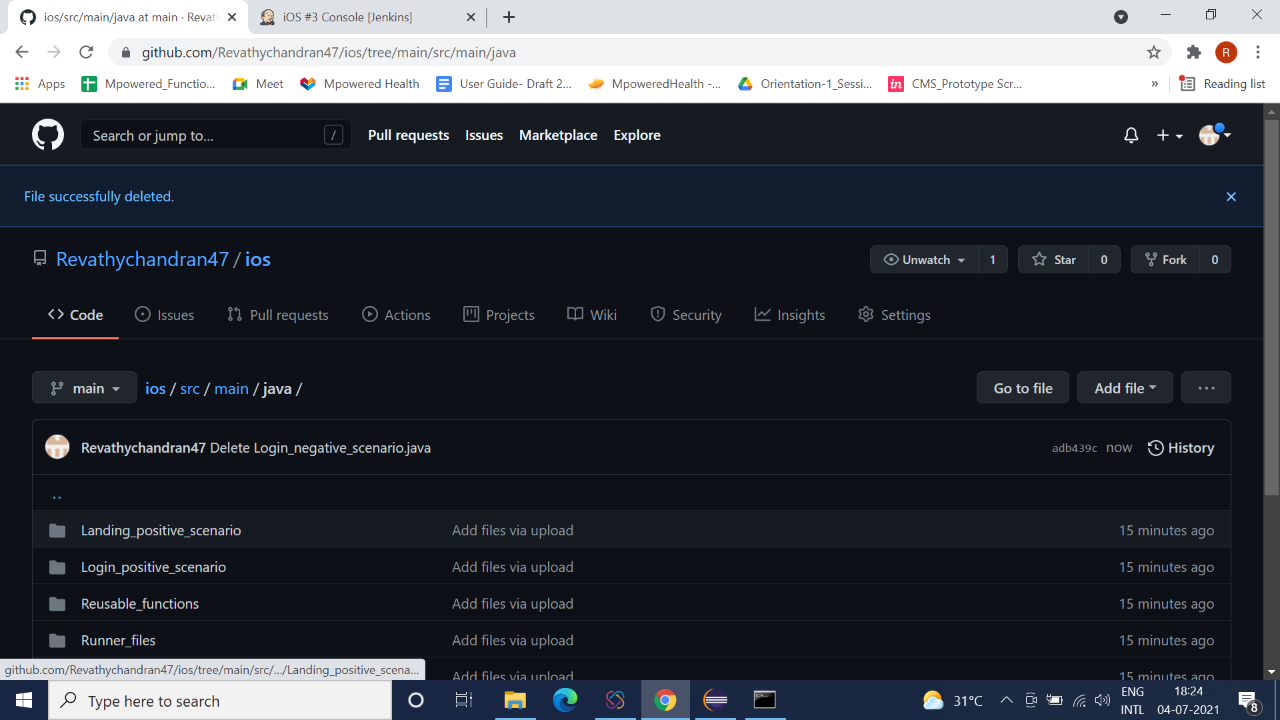 ios/src/main/java at main · Revat
iOS #3 Console [Jenkins]
github.com/Revathychandran47/ios/tree/main/src/main/java
R
Apps
Mpowered_Functio...
Meet
Mpowered Health
User Guide- Draft 2...
MpoweredHealth -...
Orientation-1_Sessi...
in
CMS_Prototype Scr...
»
Reading list
Search or jump to...
/
Pull requests
Issues
Marketplace
Explore
File successfully deleted.
Revathychandran47 / ios
Unwatch 1
Star 0
Fork 0
Code
Issues
Pull requests
Actions
Projects
Wiki
Security
Insights
Settings
main
ios / src / main / java /
Go to file
Add file
...
Revathychandran47 Delete Login_negative_scenario.java
adb439c now
History
..
Landing_positive_scenario Add files via upload 15 minutes ago
Login_positive_scenario Add files via upload 15 minutes ago
Reusable_functions Add files via upload 15 minutes ago
Runner_files Add files via upload 15 minutes ago
Add files via upload 15 minutes ago
github.com/Revathychandran47/ios/tree/main/src/.../Landing_positive_scena...
Type here to search
31°C
ENG
INTL
18:24
04-07-2021
8